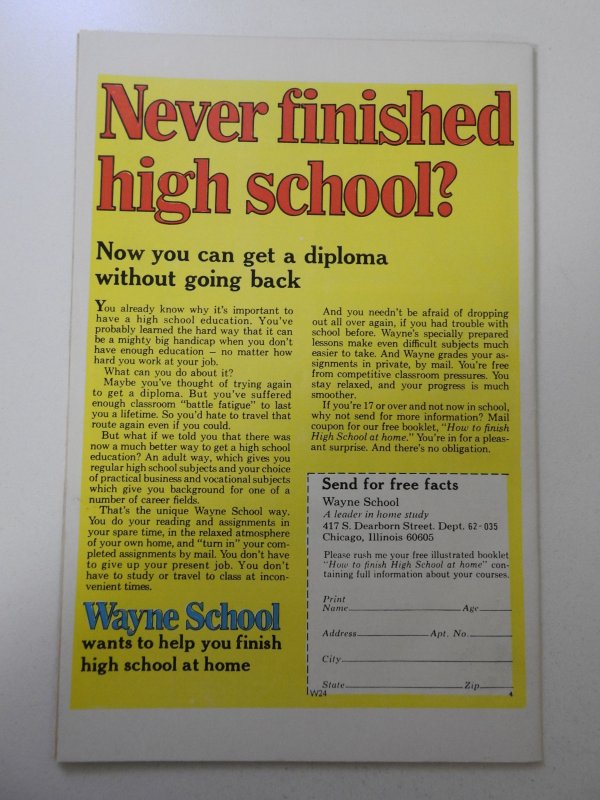 Never finished
high school?
Now you can get a diploma
without going back
You already know why it's important to
have a high school education. You've
probably learned the hard way that it can
be a mighty big handicap when you don't
have enough education – no matter how
hard you work at your job.
What can you do about it?
Maybe you've thought of trying again
to get a diploma. But you've suffered
enough classroom "battle fatigue" to last
you a lifetime. So you'd hate to travel that
route again even if you could.
But what if we told you that there was
now a much better way to get a high school
education? An adult way, which gives you
regular high school subjects and your choice
of practical business and vocational subjects
which give you background for one of a
number of career fields.
That's the unique Wayne School way.
You do your reading and assignments in
your spare time, in the relaxed atmosphere
of your own home, and "turn in" your com-
pleted assignments by mail. You don't have
to give up your present job. You don't
have to study or travel to class at incon-
venient times.
Wayne School
wants to help you finish
high school at home
And you needn't be afraid of dropping
out all over again, if you had trouble with
school before. Wayne's specially prepared
lessons make even difficult subjects much
easier to take. And Wayne grades your as-
signments in private, by mail. You're free
from competitive classroom pressures. You
stay relaxed, and your progress is much
smoother.
If you're 17 or over and not now in school,
why not send for more information? Mail
coupon for our free booklet, "How to finish
High School at home." You're in for a pleas-
ant surprise. And there's no obligation.
Send for free facts
Wayne School
A leader in home study
417 S. Dearborn Street. Dept. 62-035
Chicago, Illinois 60605
Please rush me your free illustrated booklet
"How to finish High School at home" con-
taining full information about your courses.
Print
Name Age
Address Apt. No.
City
State Zip
W24 4